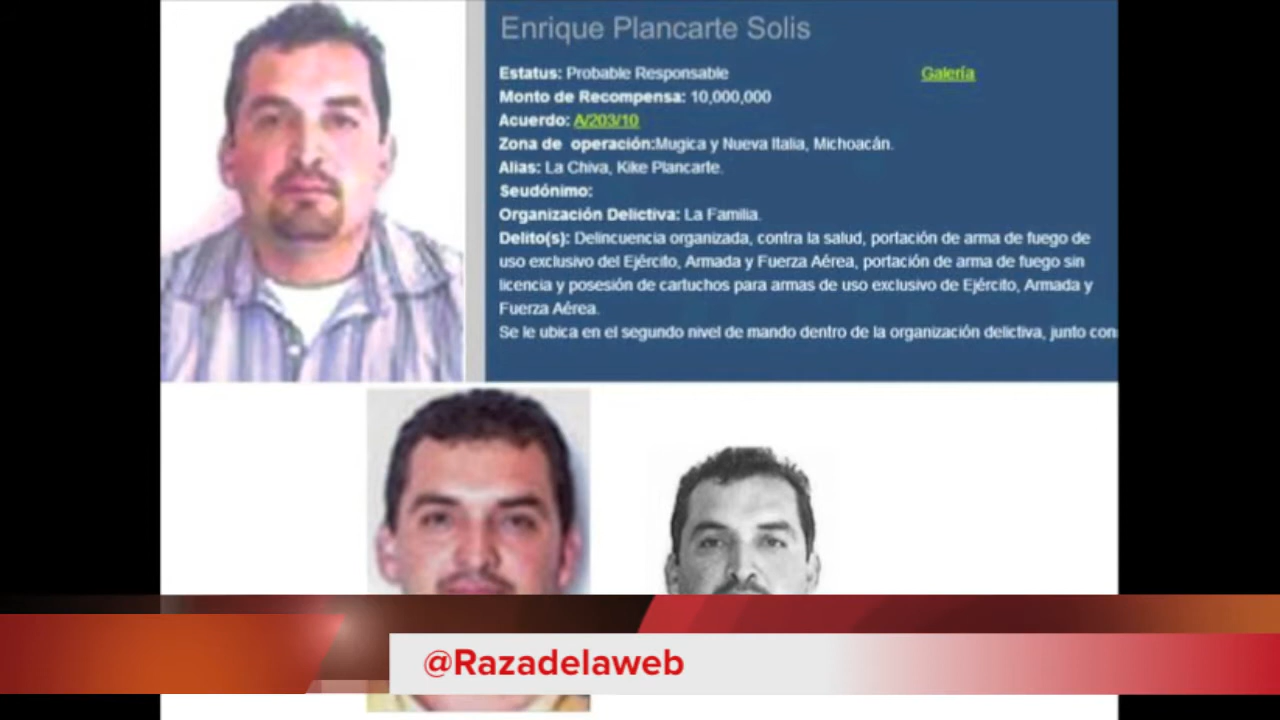 Enrique Plancarte Solis
Estatus: Probable Responsable
Galería
Monto de Recompensa: 10,000,000
Acuerdo: A/203/10
Zona de operación:Mugica y Nueva Italia, Michoacán.
Alias: La Chiva, Kike Plancarte.
Seudónimo:
Organización Delictiva: La Familia.
Delito(s): Delincuencia organizada, contra la salud, portación de arma de fuego de
uso exclusivo del Ejército, Armada y Fuerza Aérea, portación de arma de fuego sin
licencia y posesión de cartuchos para armas de uso exclusivo de Ejército, Armada y
Fuerza Aérea.
Se le ubica en el segundo nivel de mando dentro de la organización delictiva, junto con
@Razadelaweb